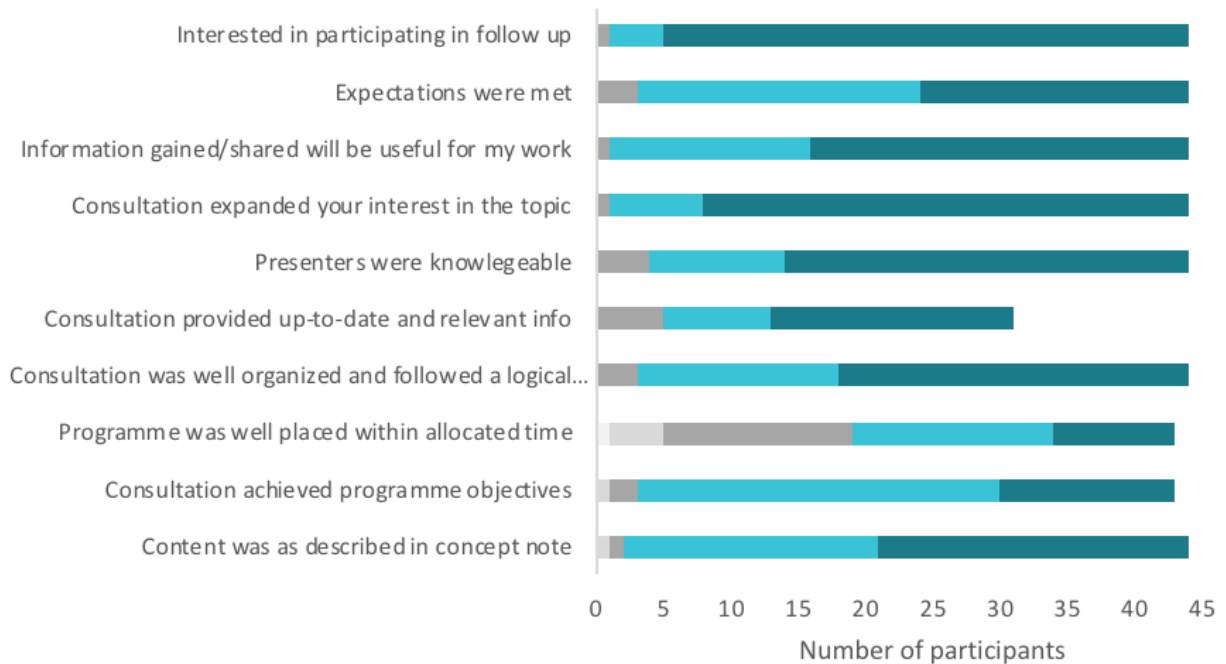 Interested in participating in follow up
Expectations were met
Information gained/shared will be useful for my work
Consultation expanded your interest in the topic
Presenters were knowlegeable
Consultation provided up-to-date and relevant info
Consultation was well organized and followed a logical...
Programme was well placed within allocated time
Consultation achieved programme objectives
Content was as described in concept note
0 5 10 15 20 25 30 35 40 45
Number of participants